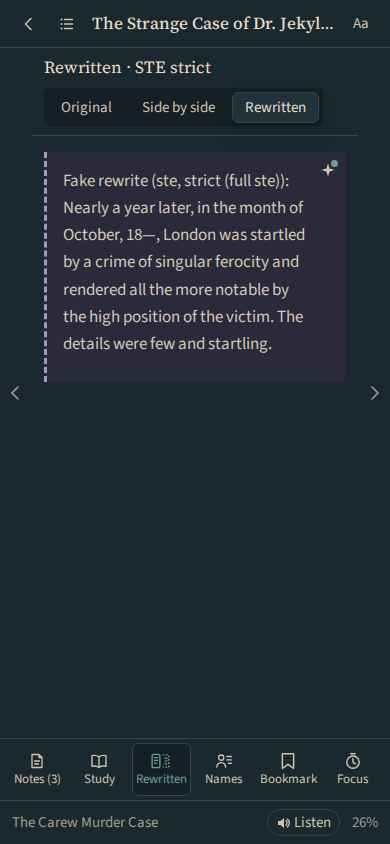 The Strange Case of Dr. Jekyl...
Aa
Rewritten · STE strict
Original
Side by side
Rewritten
Fake rewrite (ste, strict (full ste)):
Nearly a year later, in the month of
October, 18—, London was startled
by a crime of singular ferocity and
rendered all the more notable by
the high position of the victim. The
details were few and startling.
Notes (3)
Study
Rewritten
Names
Bookmark
Focus
The Carew Murder Case
Listen
26%